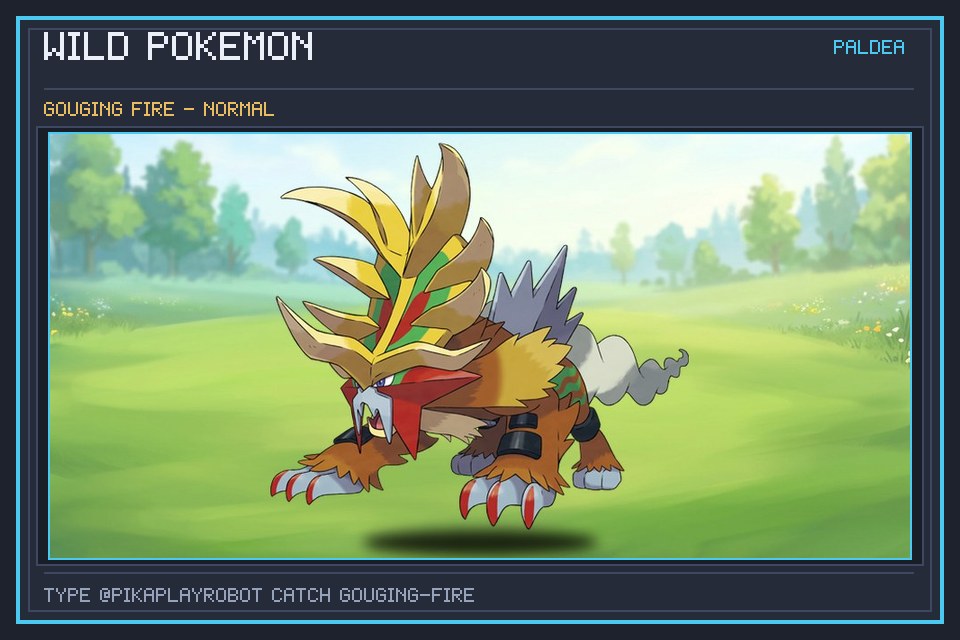 WILD POKEMON
PALDEA
GOUGING FIRE - NORMAL
TYPE @PIKAPLAYROBOT CATCH GOUGING-FIRE